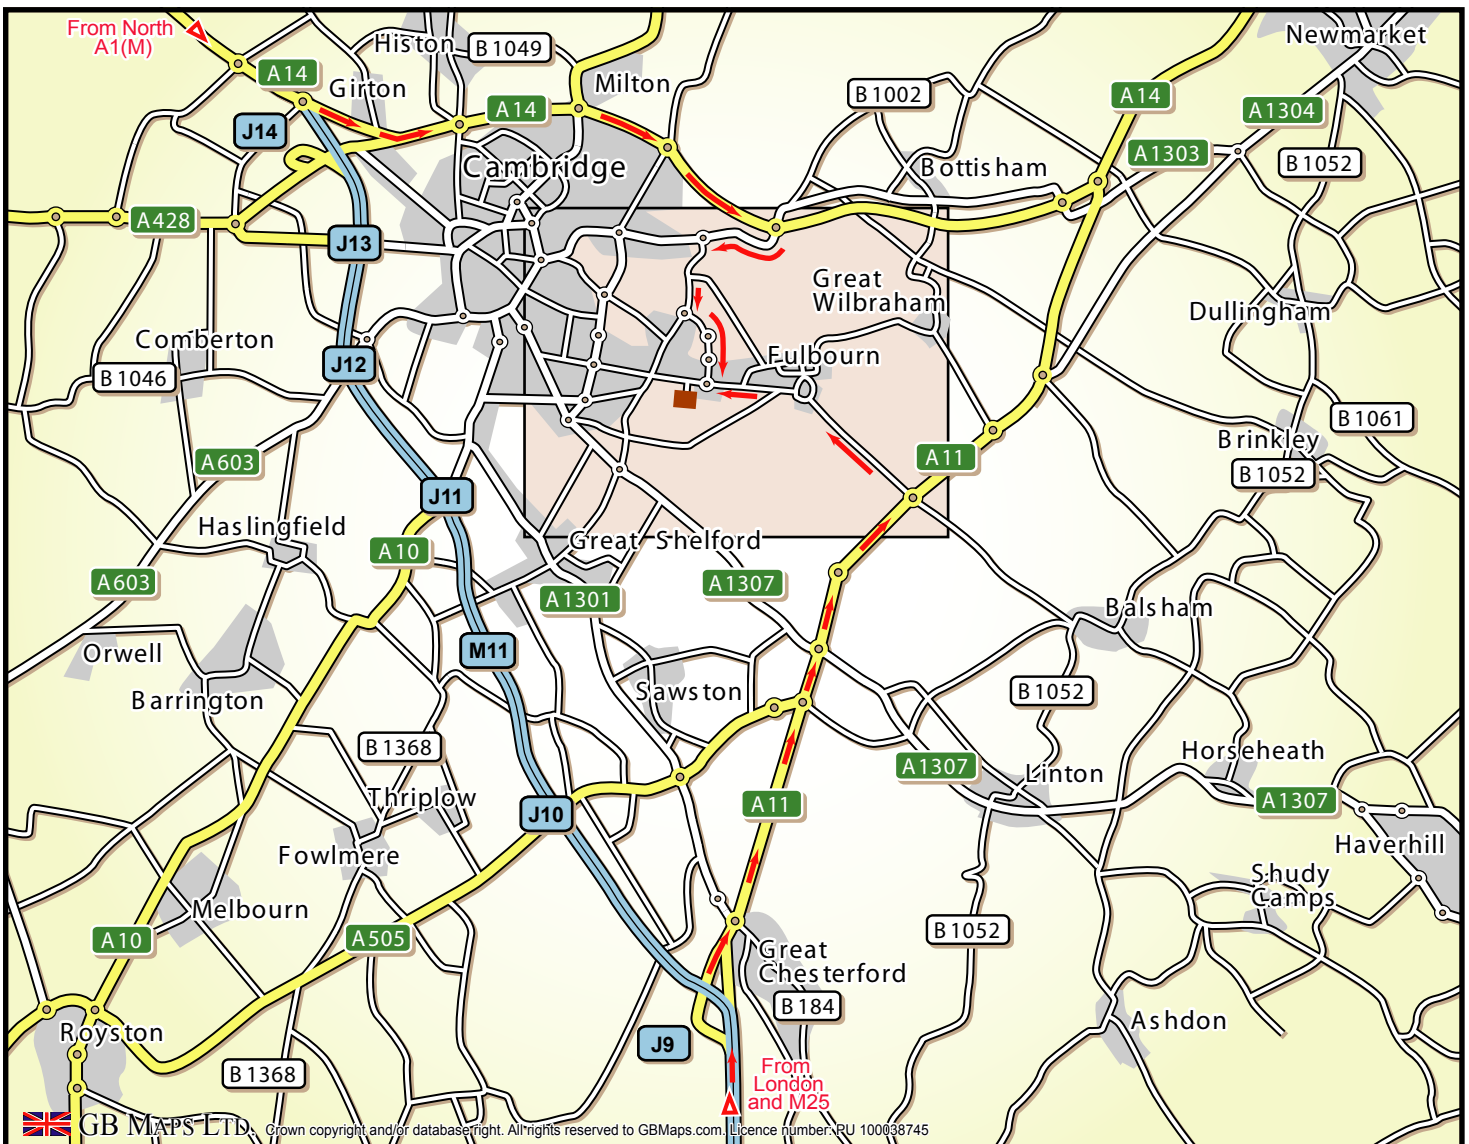 From North
A1(M)
Histon
B1049
Newmarket
A14
Girton
Milton
B1002
A14
A1304
A14
J14
Cambridge
Bottisham
A1303
B1052
A428
J13
Great
Wilbraham
Dullingham
Comberton
J12
Fulbourn
B1046
B1061
Brinkley
A603
A11
B1052
J11
Haslingfield
A10
Great Shelford
A603
A1301
A1307
Balsham
Orwell
M11
Barrington
Sawston
B1052
B1368
Horseheath
A1307
Linton
Thriplow
J10
A11
A1307
Fowlmere
Haverhill
Shudy
Camps
Melbourn
A10
A505
B1052
Great
Chesterford
B184
Royston
J9
Ashdon
B1368
From
London
and M25
GB MAPS LTD. Crown copyright and/or database right. All rights reserved to GBMaps.com. Licence number: PU 100038745